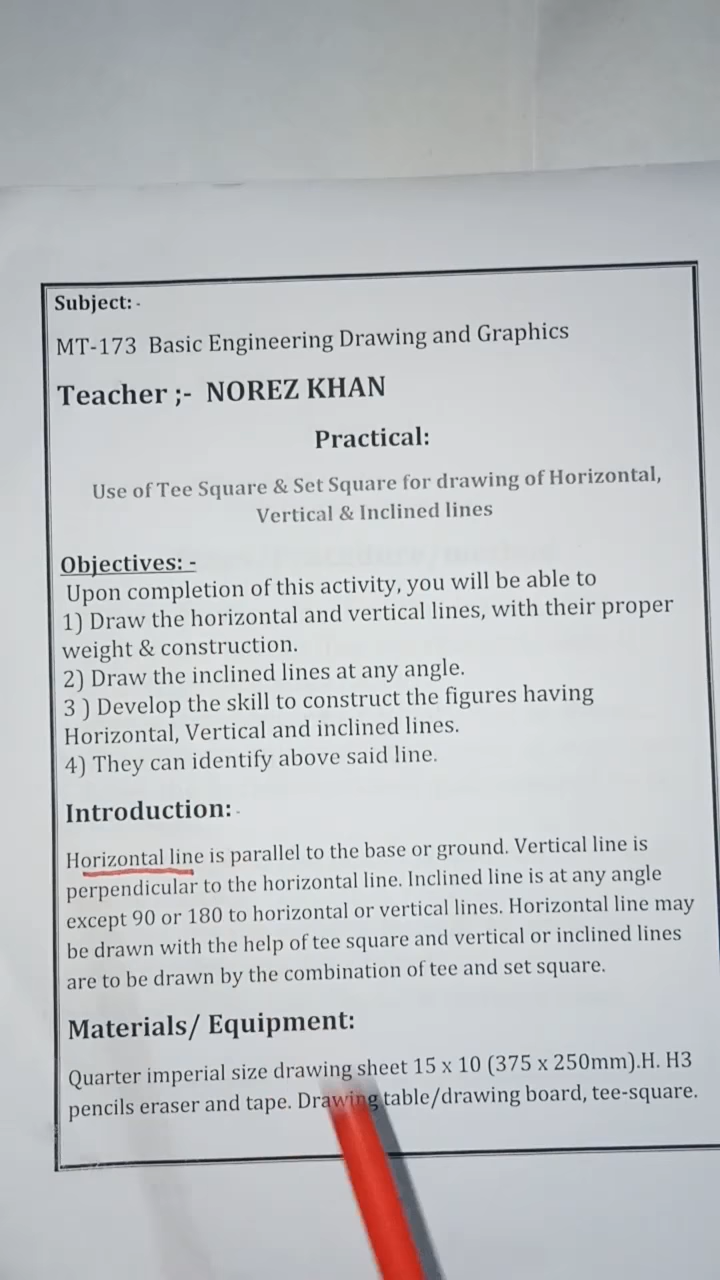 Subject: -
MT-173 Basic Engineering Drawing and Graphics
Teacher ;- NOREZ KHAN
Practical:
Use of Tee Square & Set Square for drawing of Horizontal,
Vertical & Inclined lines
Objectives: -
Upon completion of this activity, you will be able to
1) Draw the horizontal and vertical lines, with their proper
weight & construction.
2) Draw the inclined lines at any angle.
3 ) Develop the skill to construct the figures having
Horizontal, Vertical and inclined lines.
4) They can identify above said line.
Introduction: -
Horizontal line is parallel to the base or ground. Vertical line is
perpendicular to the horizontal line. Inclined line is at any angle
except 90 or 180 to horizontal or vertical lines. Horizontal line may
be drawn with the help of tee square and vertical or inclined lines
are to be drawn by the combination of tee and set square.
Materials/ Equipment:
Quarter imperial size drawing sheet 15 x 10 (375 x 250mm).H. H3
pencils eraser and tape. Drawing table/drawing board, tee-square.